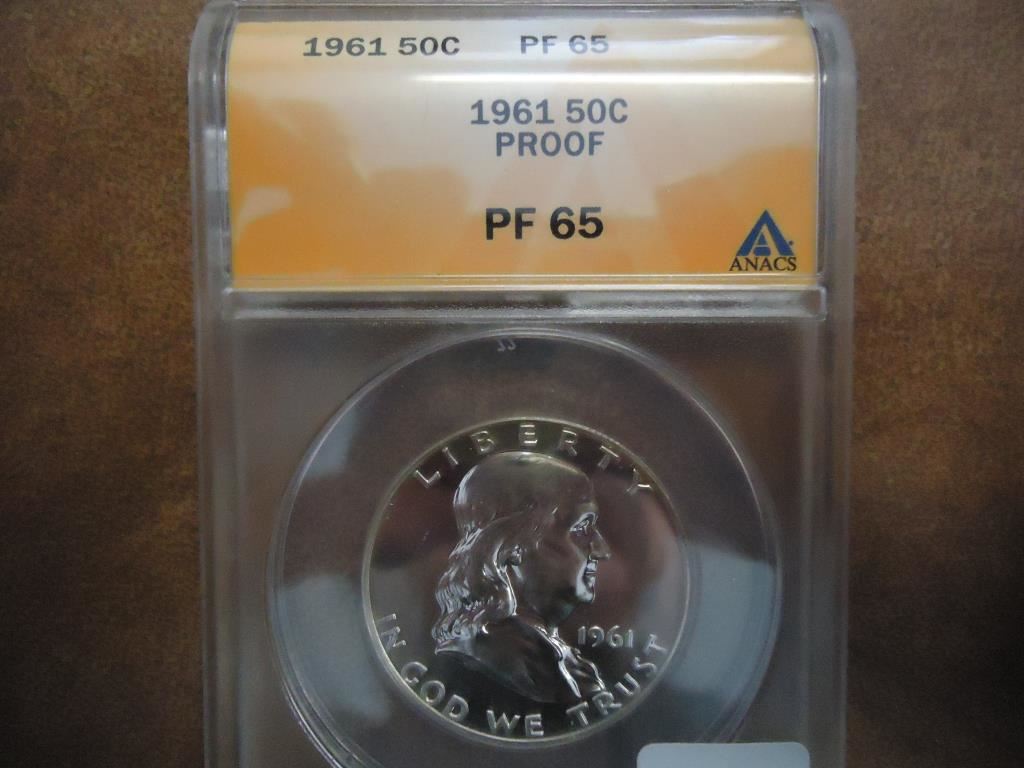 1961 50C PF 65
1961 50C
PROOF
PF 65
ANACS
LIBERTY
1961
IN GOD WE TRUST